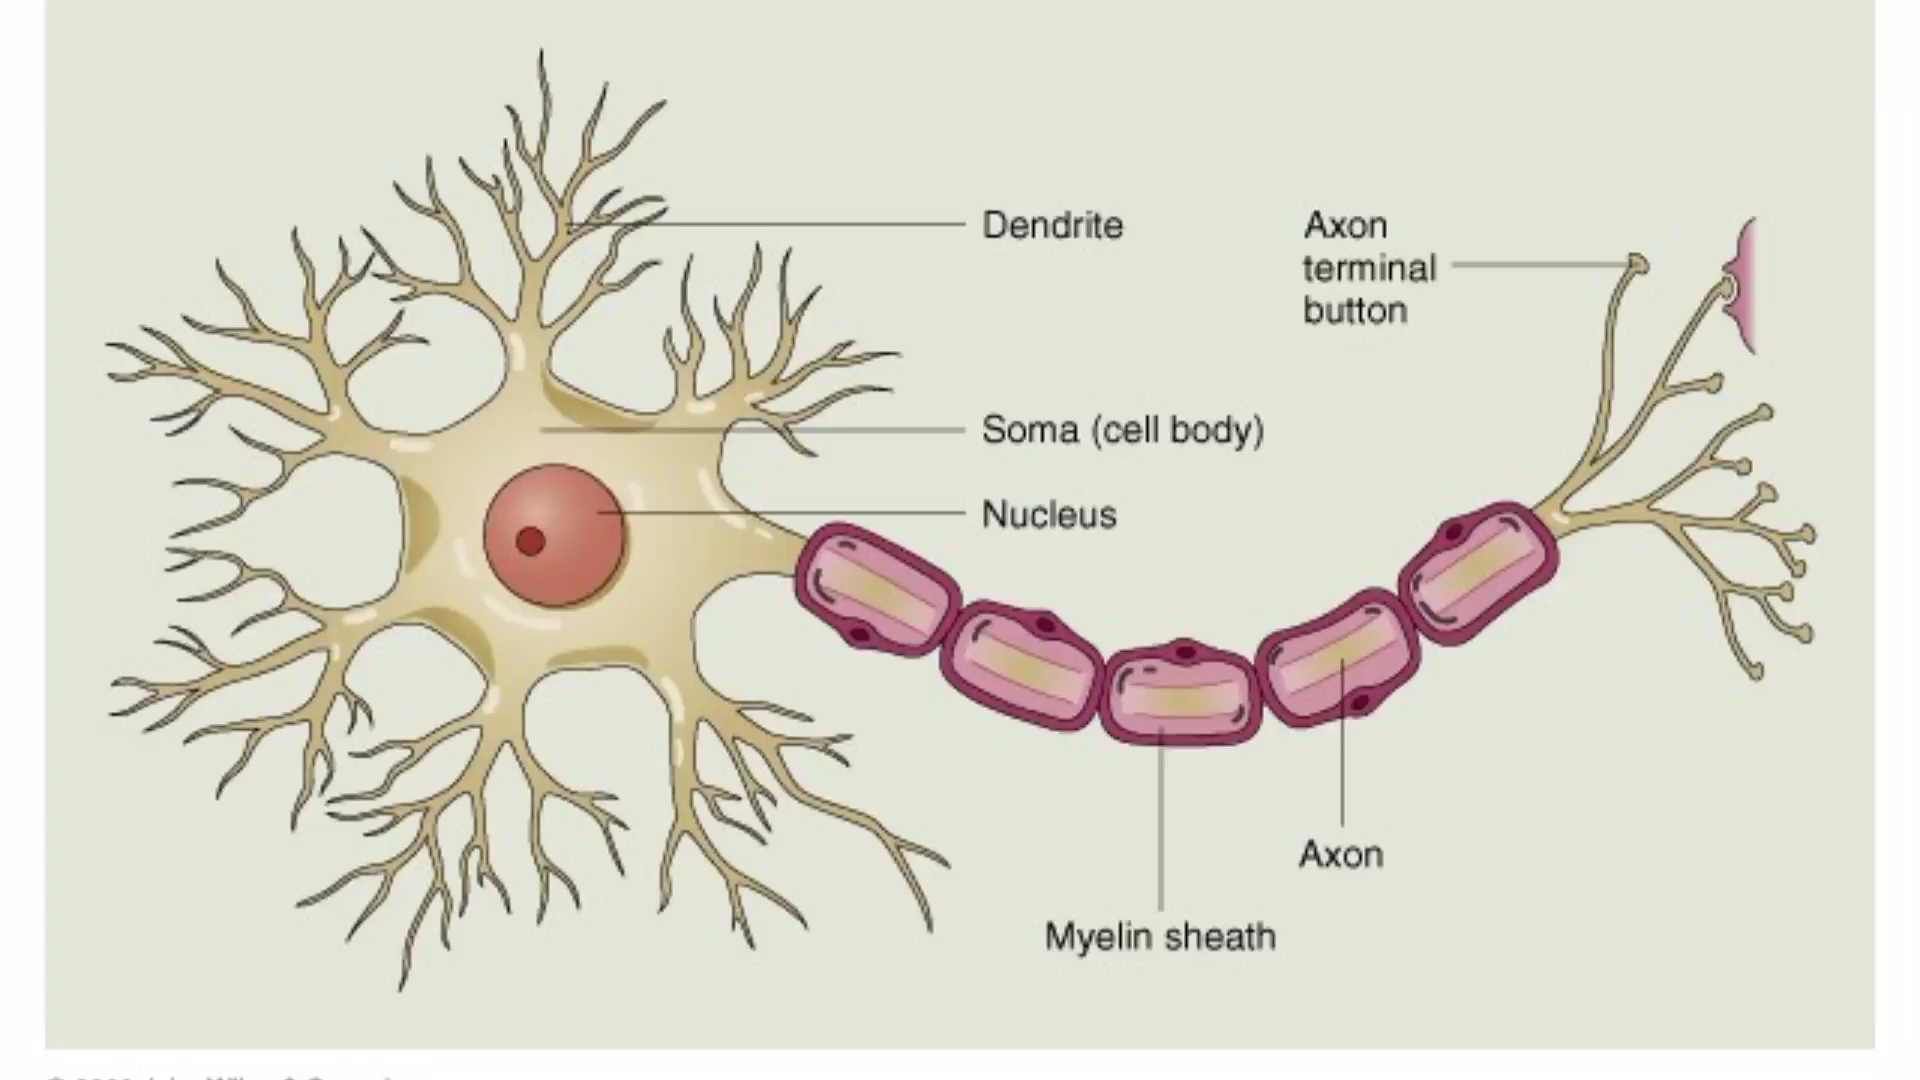 Dendrite
Axon
terminal
button
Soma (cell body)
Nucleus
Axon
Myelin sheath